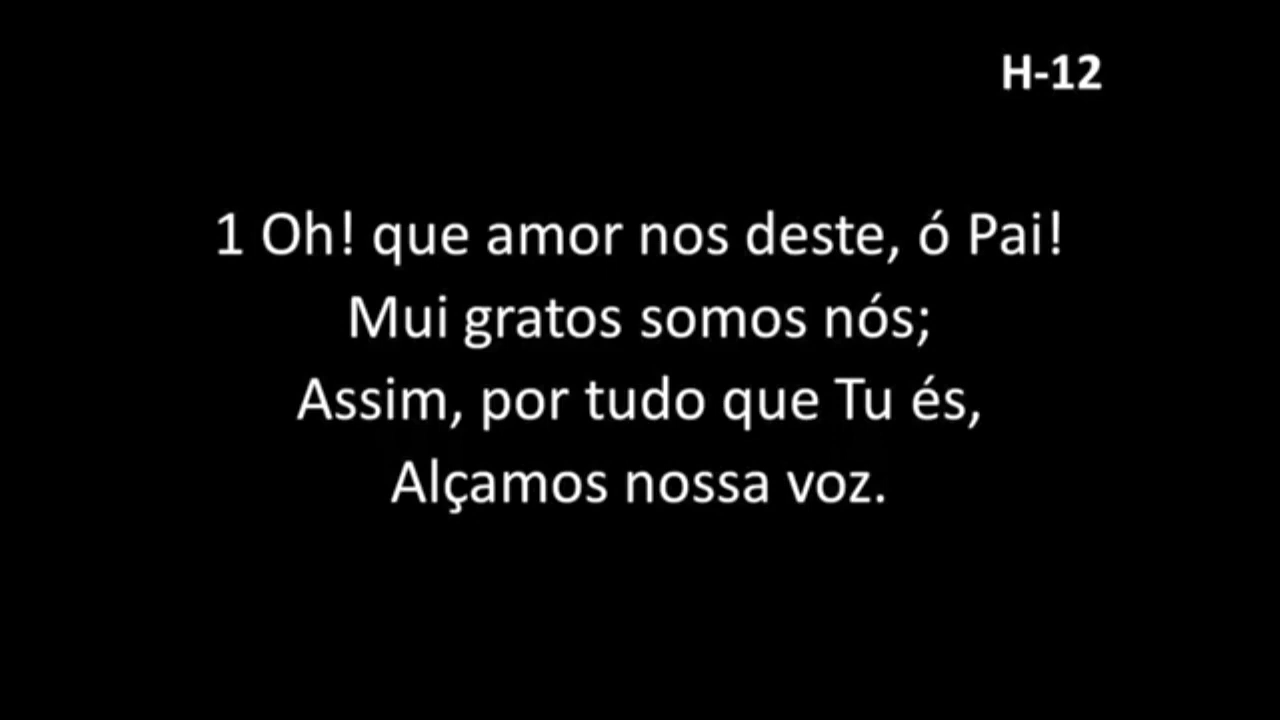 H-12
1 Oh! que amor nos deste, ó Pai!
Mui gratos somos nós;
Assim, por tudo que Tu és,
Alçamos nossa voz.